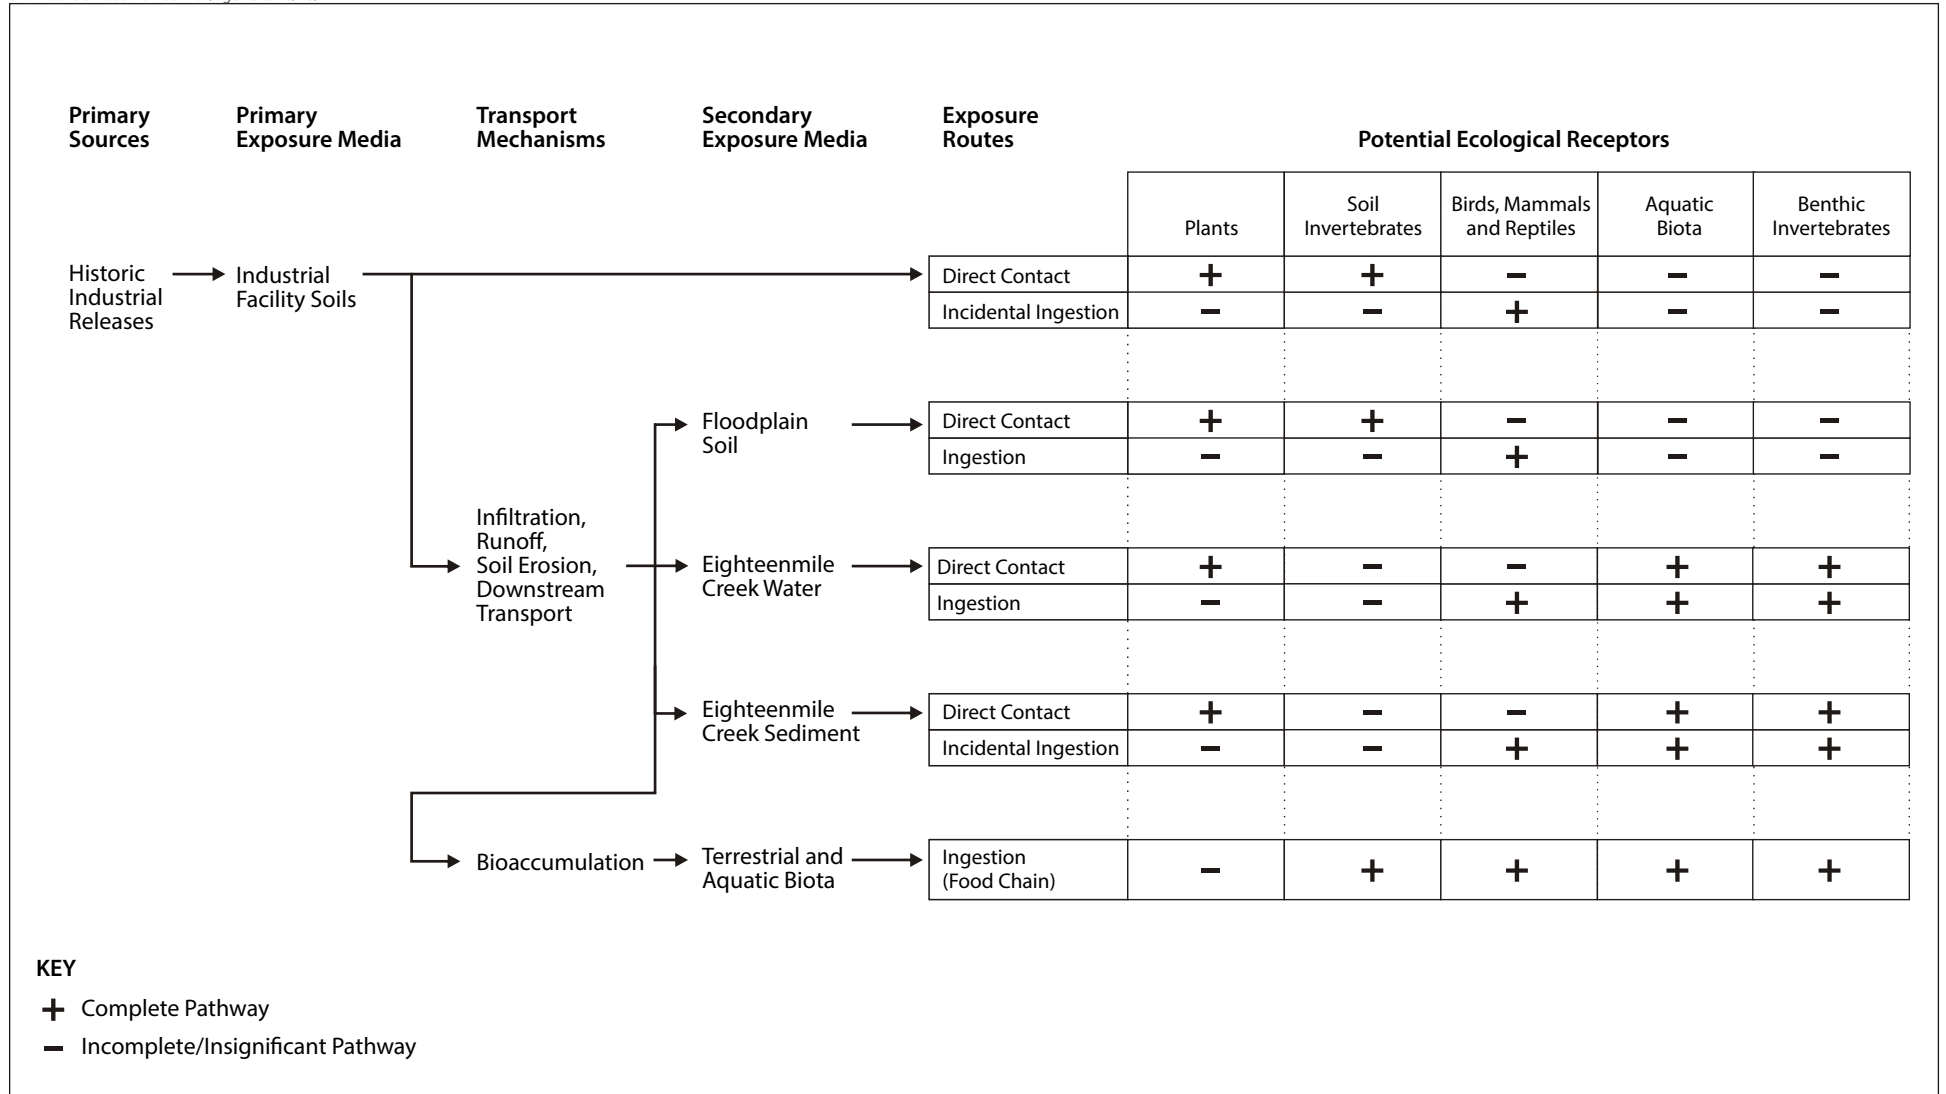 Primary Sources
Primary Exposure Media
Transport Mechanisms
Secondary Exposure Media
Exposure Routes
Potential Ecological Receptors
Plants
Soil Invertebrates
Birds, Mammals and Reptiles
Aquatic Biota
Benthic Invertebrates
Historic Industrial Releases
Industrial Facility Soils
Direct Contact + + − − −
Incidental Ingestion − − + − −
Floodplain Soil
Direct Contact + + − − −
Ingestion − − + − −
Infiltration,
Runoff,
Soil Erosion,
Downstream
Transport
Eighteenmile Creek Water
Direct Contact + − − + +
Ingestion − − + + +
Eighteenmile Creek Sediment
Direct Contact + − − + +
Incidental Ingestion − − + + +
Bioaccumulation
Terrestrial and Aquatic Biota
Ingestion (Food Chain) − + + + +
KEY
+ Complete Pathway
− Incomplete/Insignificant Pathway